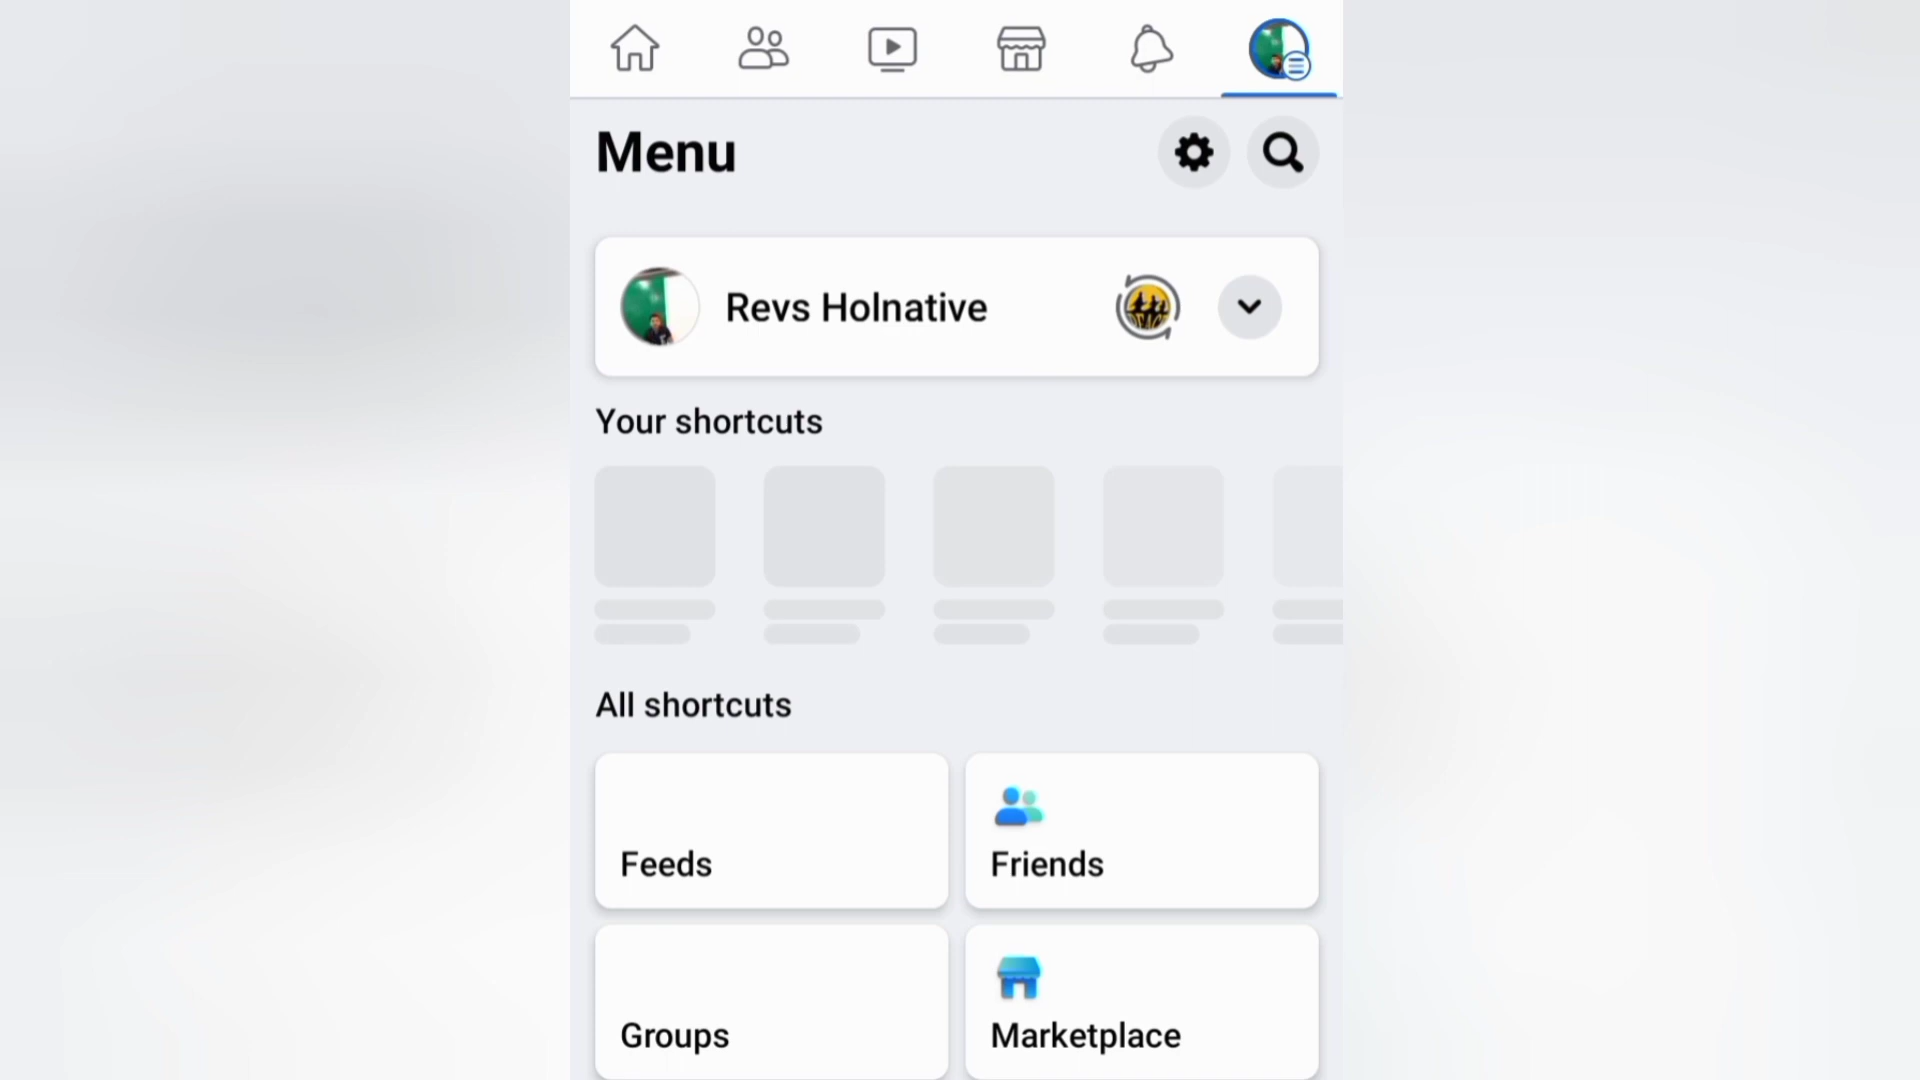 Menu
Revs Holnative
Your shortcuts
All shortcuts
Feeds
Friends
Groups
Marketplace